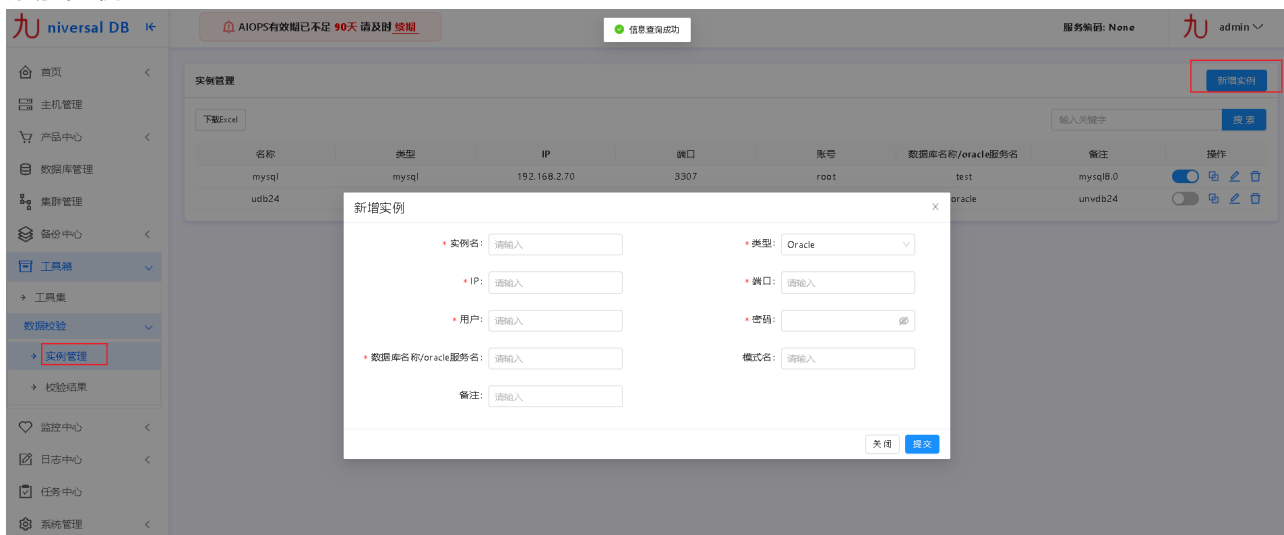 niversal DB
AIOPS有效期已不足 90天 请及时 续期
信息查询成功
服务编码: None
admin
首页
主机管理
产品中心
数据库管理
集群管理
备份中心
工具箱
工具集
数据校验
实例管理
校验结果
监控中心
日志中心
任务中心
系统管理
实例管理
新增实例
下载Excel
输入关键字
搜 索
名称 类型 IP 端口 账号 数据库名称/oracle服务名 备注 操作
mysql mysql 192.168.2.70 3307 root test mysql8.0
udb24 oracle unvdb24
新增实例
* 实例名: 请输入 * 类型: Oracle
* IP: 请输入 * 端口: 请输入
* 用户: 请输入 * 密码:
* 数据库名称/oracle服务名: 请输入 模式名: 请输入
备注: 请输入
关 闭 提 交